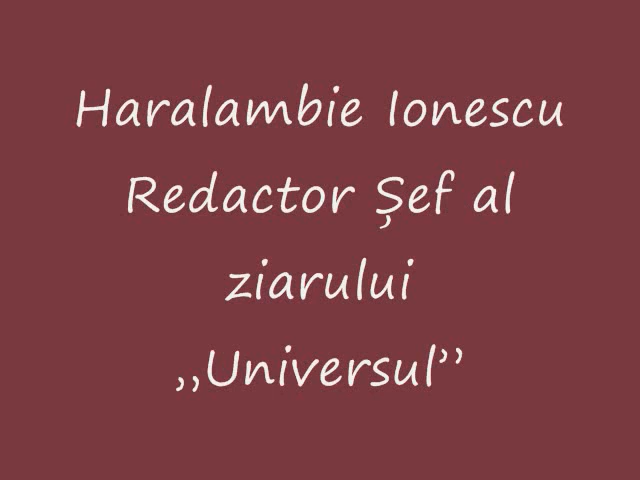 Haralambie Ionescu
Redactor Șef al
ziarului
,,Universul’’